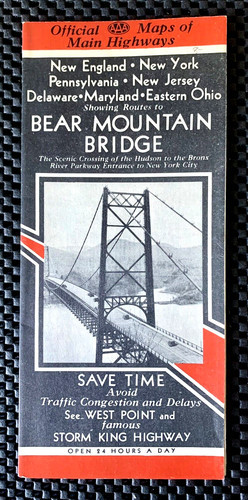 Official AAA Maps of
Main Highways
New England • New York
Pennsylvania • New Jersey
Delaware • Maryland • Eastern Ohio
Showing Routes to
BEAR MOUNTAIN
BRIDGE
The Scenic Crossing of the Hudson to the Bronx
River Parkway Entrance to New York City
SAVE TIME
Avoid
Traffic Congestion and Delays
See WEST POINT and
famous
STORM KING HIGHWAY
OPEN 24 HOURS A DAY